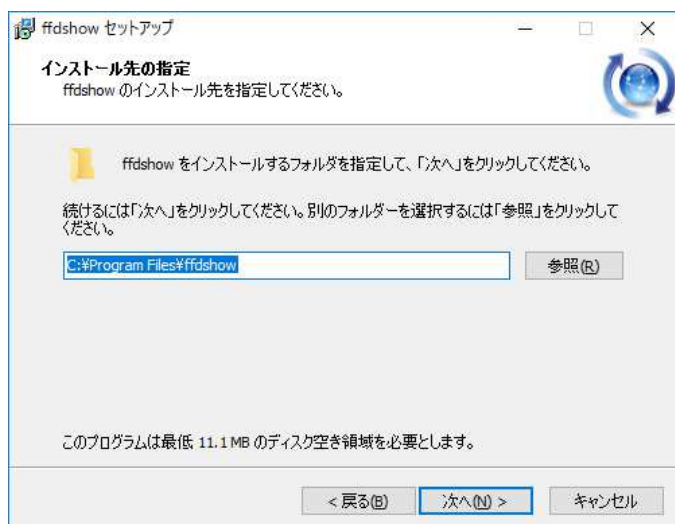 ffdshow セットアップ
インストール先の指定
ffdshow のインストール先を指定してください。
ffdshow をインストールするフォルダを指定して、「次へ」をクリックしてください。
続けるには「次へ」をクリックしてください。別のフォルダーを選択するには「参照」をクリックして
ください。
C:¥Program Files¥ffdshow
参照(R)
このプログラムは最低 11.1 MB のディスク空き領域を必要とします。
< 戻る(B)
次へ(N) >
キャンセル